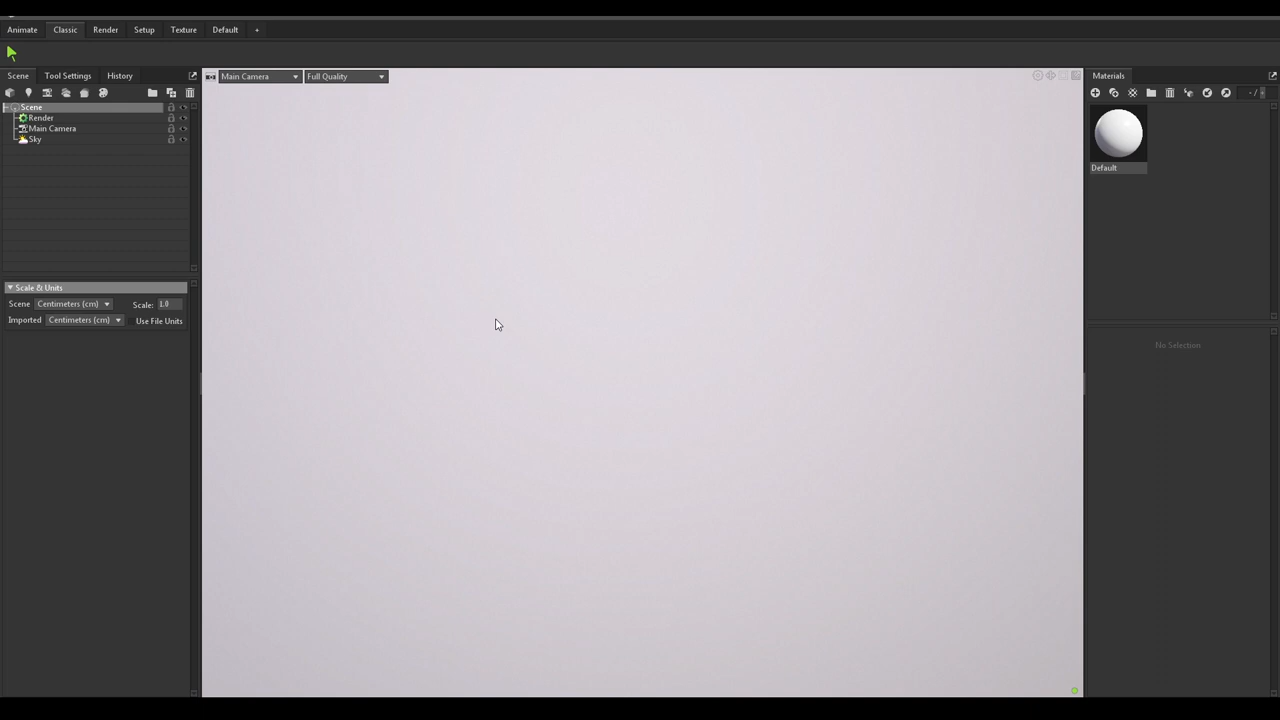 Animate Classic Render Setup Texture Default +
Scene Tool Settings History
Main Camera Full Quality
Materials
- /
Scene
Render
Main Camera
Sky
Default
Scale & Units
Scene Centimeters (cm) Scale: 1.0
Imported Centimeters (cm) Use File Units
No Selection